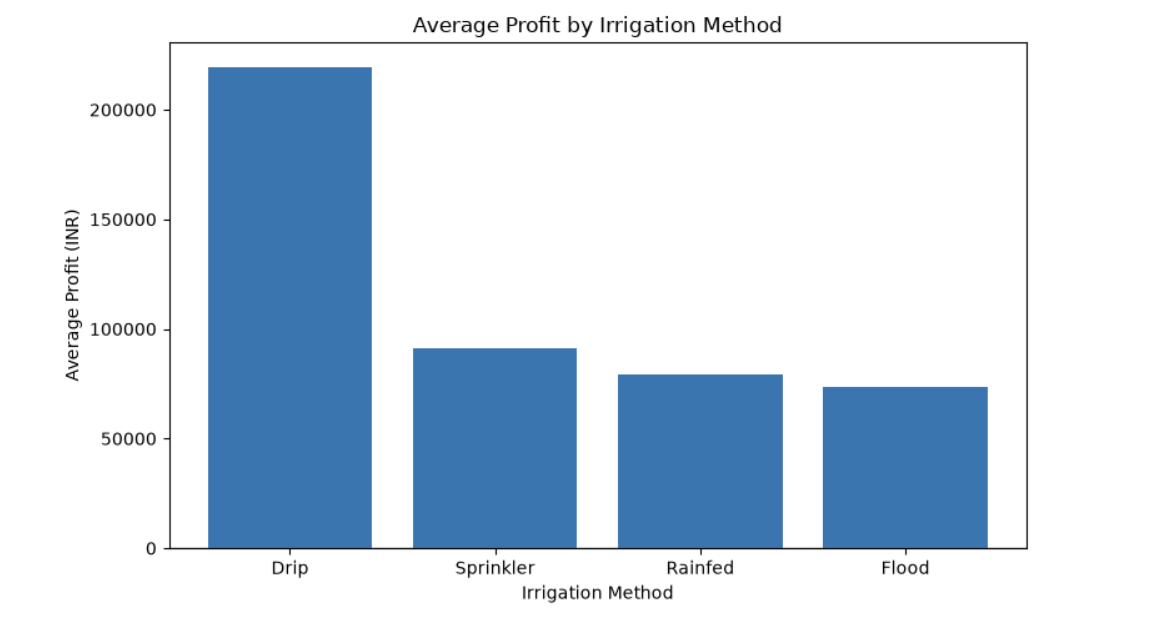 Average Profit by Irrigation Method
Average Profit (INR)
200000
150000
100000
50000
0
Drip Sprinkler Rainfed Flood
Irrigation Method